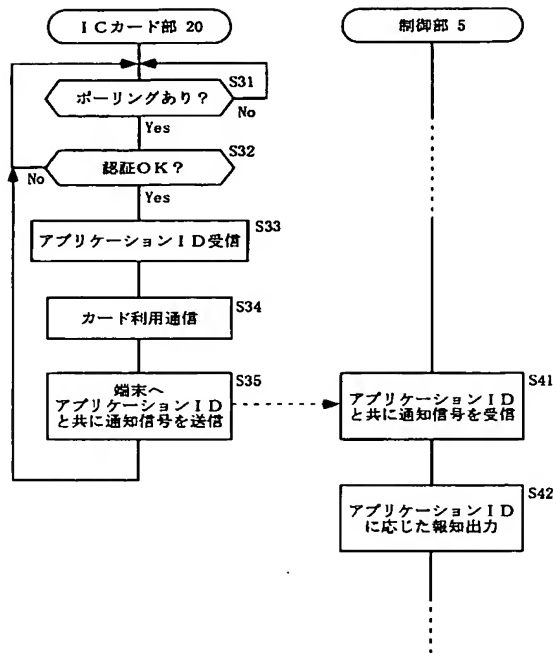 ICカード部 20
ポーリングあり？
S31
No
Yes
認証OK？
S32
No
Yes
アプリケーションID受信
S33
カード利用通信
S34
端末へ
アプリケーションID
と共に通知信号を送信
S35
制御部 5
アプリケーションID
と共に通知信号を受信
S41
アプリケーションID
に応じた報知出力
S42